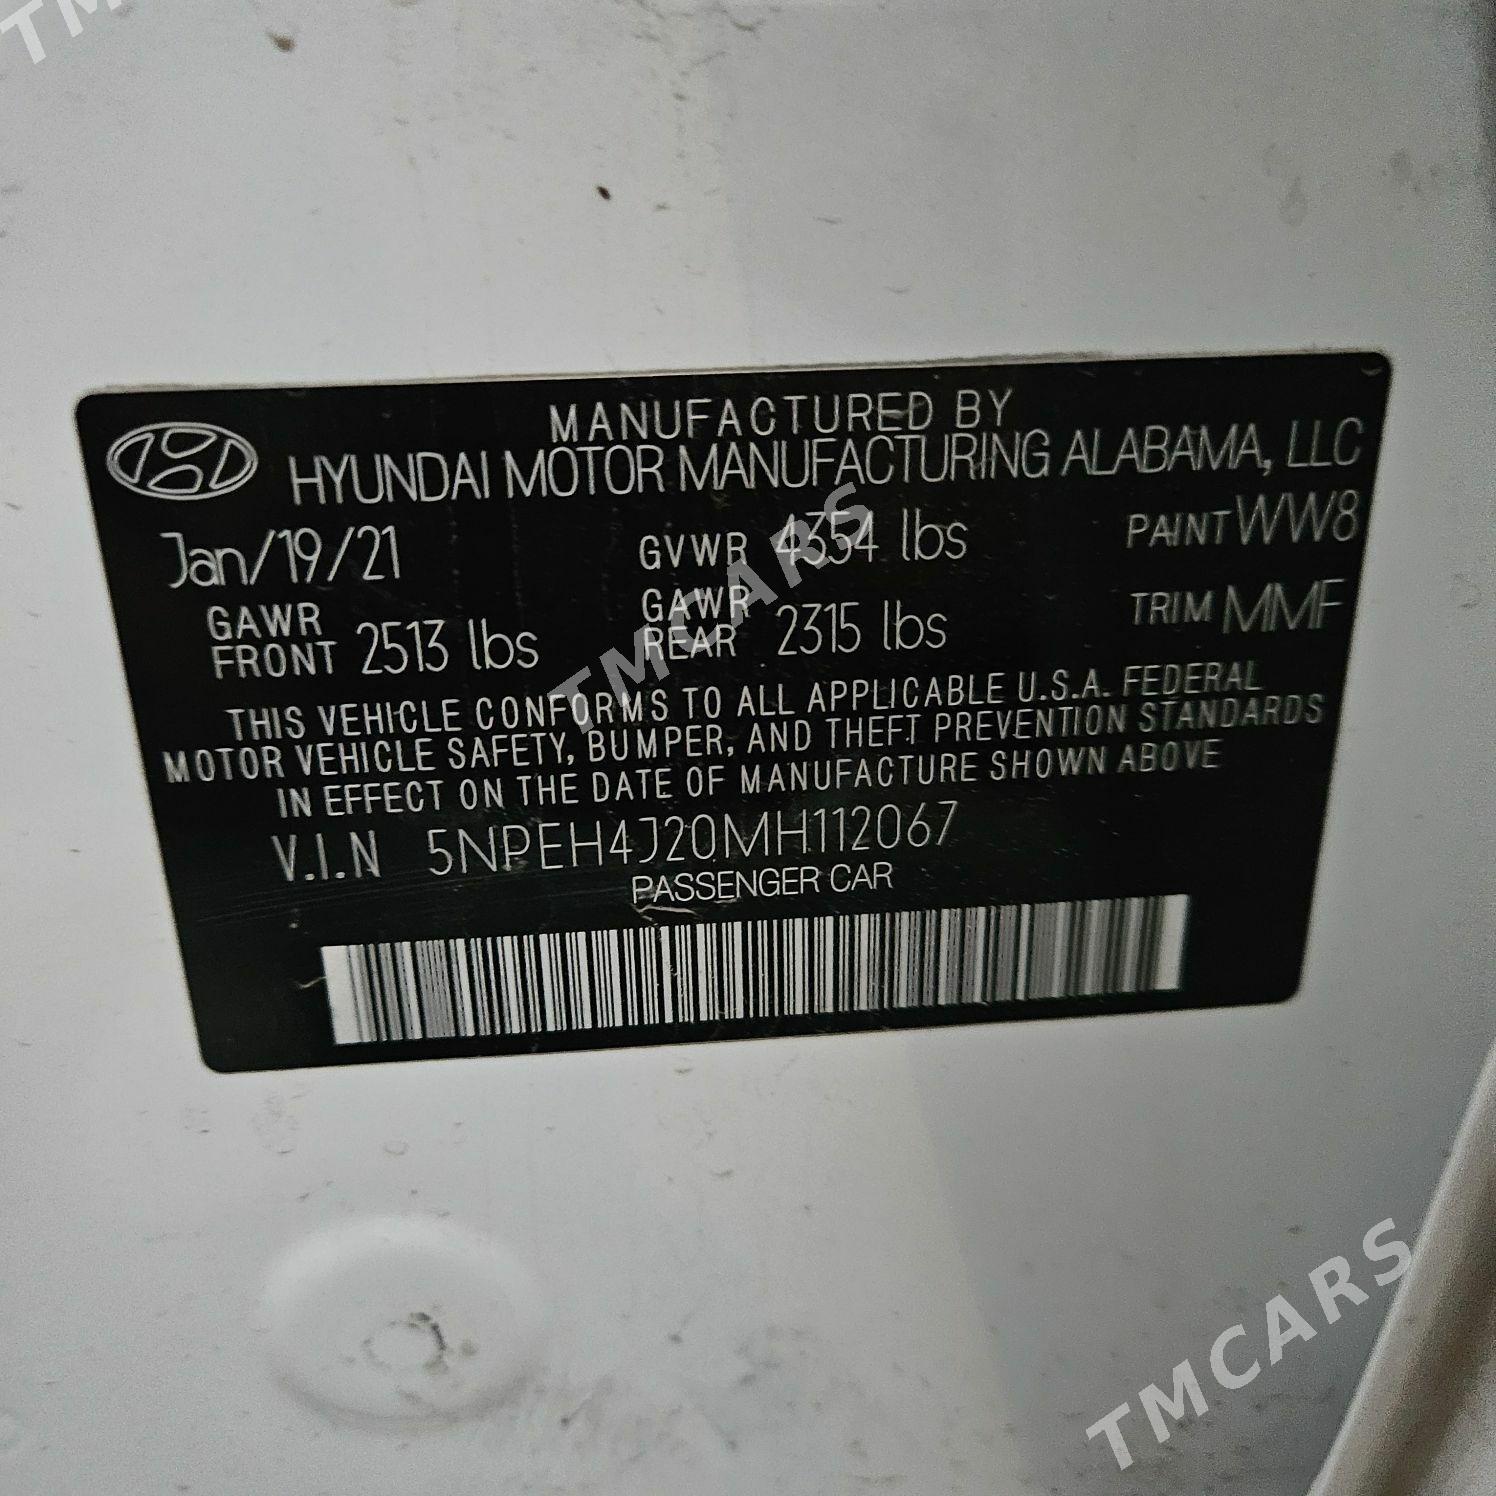 TMCARS
MANUFACTURED BY
HYUNDAI MOTOR MANUFACTURING ALABAMA, LLC
Jan/19/21 GVWR 4354 lbs PAINT WW8
GAWR FRONT 2513 lbs GAWR REAR 2315 lbs TRIM MMF
THIS VEHICLE CONFORMS TO ALL APPLICABLE U.S.A. FEDERAL
MOTOR VEHICLE SAFETY, BUMPER, AND THEFT PREVENTION STANDARDS
IN EFFECT ON THE DATE OF MANUFACTURE SHOWN ABOVE
V.I.N 5NPEH4J20MH112067
PASSENGER CAR
TMCARS